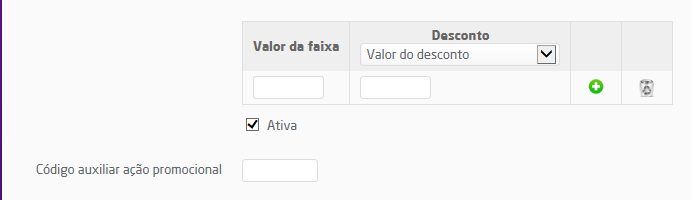 Valor da faixa
Desconto
Valor do desconto
Ativa
Código auxiliar ação promocional